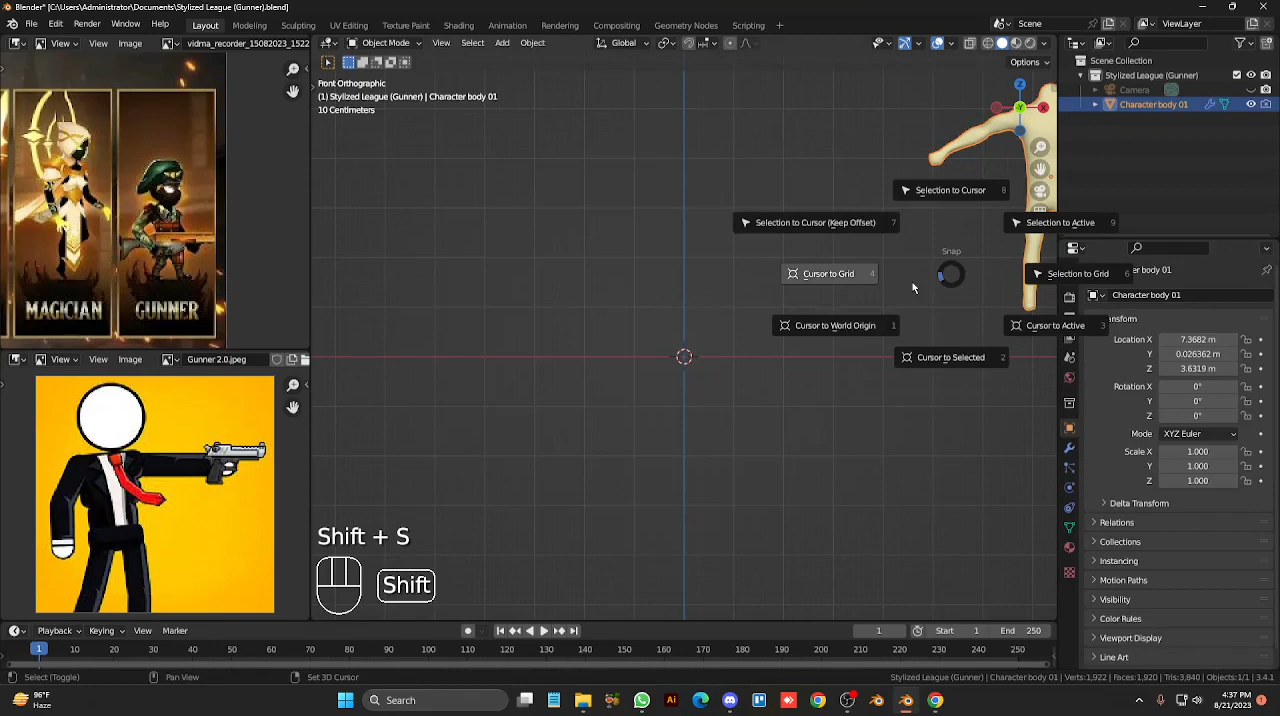 Blender* [C:\Users\Administrator\Documents\Stylized League (Gunner).blend]
File Edit Render Window Help Layout Modeling Sculpting UV Editing Texture Paint Shading Animation Rendering Compositing Geometry Nodes Scripting + Scene ViewLayer
View View Image vidma_recorder_15082023_1522
Object Mode View Select Add Object Global
Options
Front Orthographic
(1) Stylized League (Gunner) | Character body 01
10 Centimeters
Scene Collection
Stylized League (Gunner)
Camera
Character body 01
Z
-Y
X
MAGICIAN
GUNNER
Selection to Cursor 8
Selection to Cursor (Keep Offset) 7
Selection to Active 9
Snap
Cursor to Grid 4
Selection to Grid 6
Cursor to World Origin 1
Cursor to Active 3
Cursor to Selected 2
er body 01
Character body 01
ransform
Location X 7.3682 m
Y 0.026362 m
Z 3.6319 m
Rotation X 0°
Y 0°
Z 0°
Mode XYZ Euler
Scale X 1.000
Y 1.000
Z 1.000
Delta Transform
Relations
Collections
Instancing
Motion Paths
Visibility
Color Rules
Viewport Display
Line Art
View View Image Gunner 2.0.jpeg
Shift + S
Shift
Playback Keying View Marker 1 Start 1 End 250
1 10 20 30 40 50 60 70 80 90 100 110 120 130 140 150 160 170 180 190 200 210 220 230 240 250
Select (Toggle) Pan View Set 3D Cursor Stylized League (Gunner) | Character body 01 | Verts:1,922 | Faces:1,920 | Tris:3,840 | Objects:1/1 | 3.4.1
96°F
Haze
Search
Ai
4:37 PM
8/21/2023